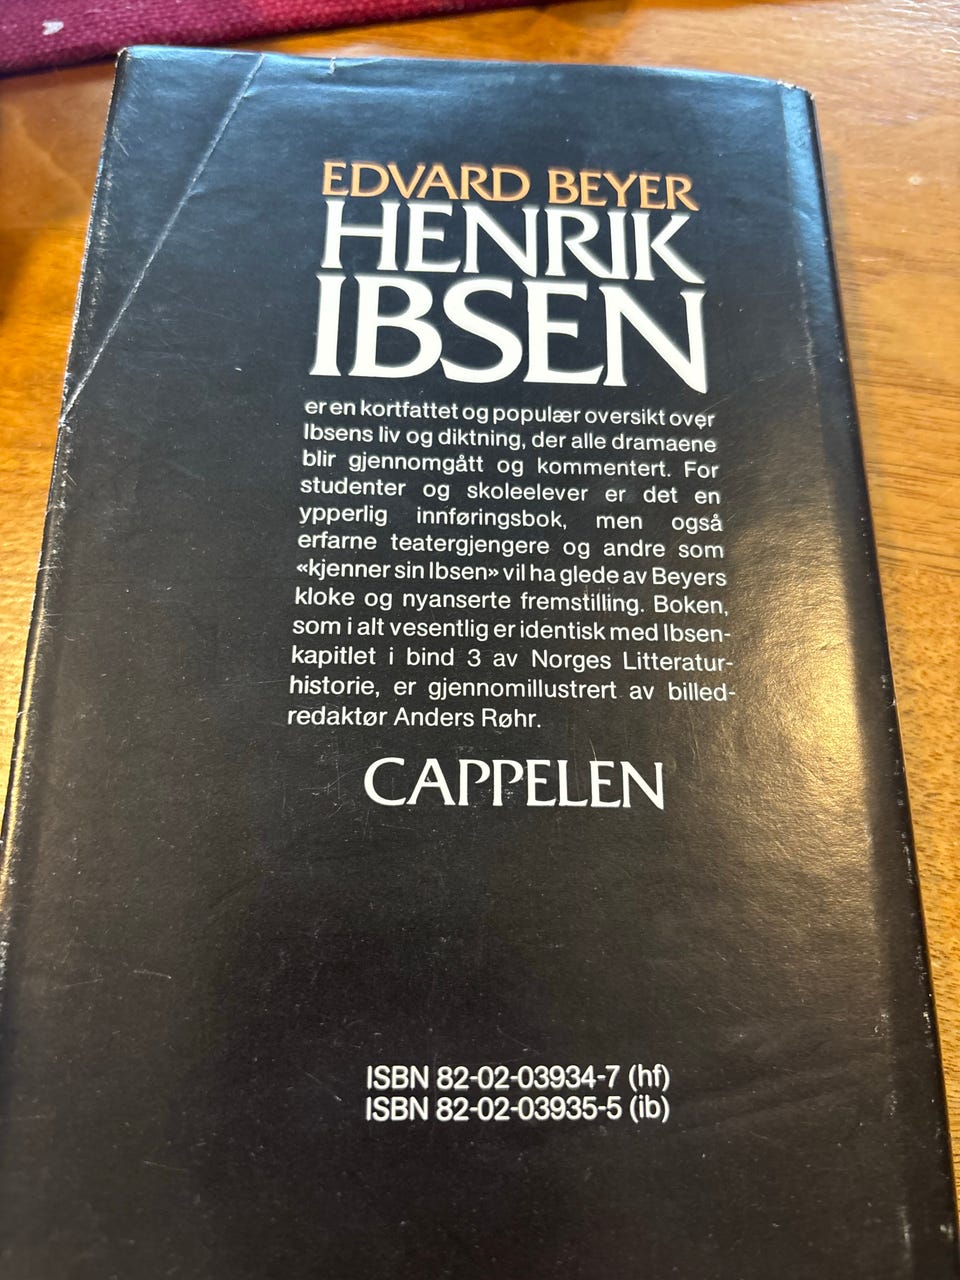 EDVARD BEYER
HENRIK
IBSEN
er en kortfattet og populær oversikt over
Ibsens liv og diktning, der alle dramaene
blir gjennomgått og kommentert. For
studenter og skoleelever er det en
ypperlig innføringsbok, men også
erfarne teatergjengere og andre som
«kjenner sin Ibsen» vil ha glede av Beyers
kloke og nyanserte fremstilling. Boken,
som i alt vesentlig er identisk med Ibsen-
kapitlet i bind 3 av Norges Litteratur-
historie, er gjennomillustrert av billed-
redaktør Anders Røhr.
CAPPELEN
ISBN 82-02-03934-7 (hf)
ISBN 82-02-03935-5 (ib)